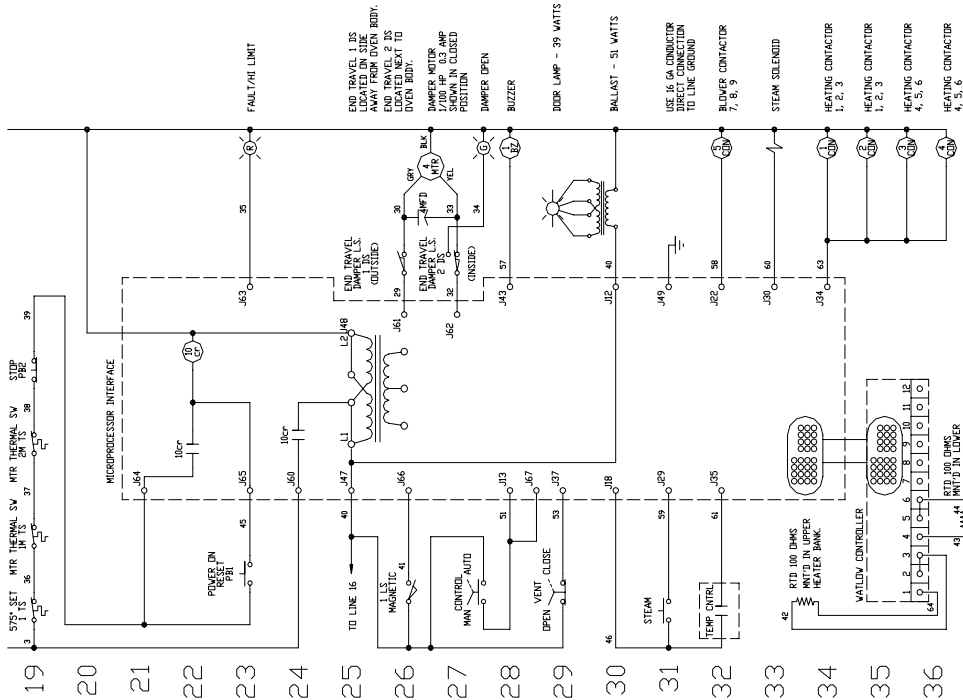 39
STOP
PB2
38
MTR THERMAL SW
2M TS
37
MTR THERMAL SW
1M TS
36
575° SET
1 TS
3
19
20
21
22
23
24
25
26
27
28
29
30
31
32
33
34
35
36
MICROPROCESSOR INTERFACE
J64
10cr
10
cr
J65
45
POWER ON
RESET
PB1
J60
10cr
J63
35
R
FAULT/HI LIMIT
L1
L2
J48
J47
40
TO LINE 16
J66
41
1 LS
MAGNETIC
CONTROL
MAN
AUTO
J13
51
J67
J37
53
VENT
OPEN
CLOSE
END TRAVEL
DAMPER L.S.
1 DS
(OUTSIDE)
29
30
J61
END TRAVEL
DAMPER L.S.
2 DS
(INSIDE)
32
33
J62
4MFD
GRY
YEL
BLK
4
MTR
34
G
END TRAVEL 1 DS
LOCATED ON SIDE
AWAY FROM OVEN BODY.
END TRAVEL 2 DS
LOCATED NEXT TO
OVEN BODY.
DAMPER MOTOR
1/100 HP - 0.3 AMP
SHOWN IN CLOSED
POSITION
DAMPER OPEN
J43
57
1
BZ
BUZZER
DOOR LAMP - 39 WATTS
J12
40
BALLAST - 51 WATTS
J18
46
J29
59
STEAM
J35
61
TEMP CNTRL
J49
USE 16 GA CONDUCTOR
DIRECT CONNECTION
TO LINE GROUND
J22
58
5
CON
BLOWER CONTACTOR
7, 8, 9
J30
60
STEAM SOLENOID
J34
63
1
CON
HEATING CONTACTOR
1, 2, 3
2
CON
HEATING CONTACTOR
1, 2, 3
3
CON
HEATING CONTACTOR
4, 5, 6
4
CON
HEATING CONTACTOR
4, 5, 6
RTD 100 OHMS
MNT'D IN UPPER
HEATER BANK.
42
WATLOW CONTROLLER
1 2 3 4 5 6 7 8 9 10 11 12
64
43
44
RTD 100 OHMS
MNT'D IN LOWER